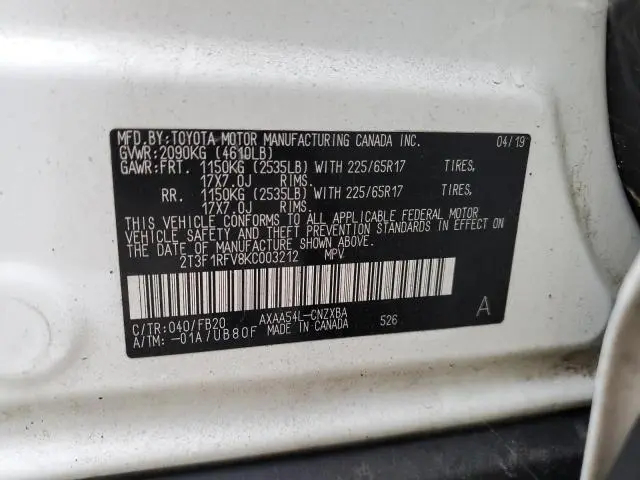 MFD.BY:TOYOTA MOTOR MANUFACTURING CANADA INC. 04/19
GVWR:2090KG (4610LB)
GAWR:FRT. 1150KG (2535LB) WITH 225/65R17 TIRES,
17X7.0J RIMS.
RR. 1150KG (2535LB) WITH 225/65R17 TIRES,
17X7.0J RIMS.
THIS VEHICLE CONFORMS TO ALL APPLICABLE FEDERAL MOTOR
VEHICLE SAFETY AND THEFT PREVENTION STANDARDS IN EFFECT
ON THE DATE OF MANUFACTURE SHOWN ABOVE.
2T3F1RFV8KC003212 MPV
C/TR:040/FB20 AXAA54L-CNZXBA A
A/TM:-01A/UB80F MADE IN CANADA 526